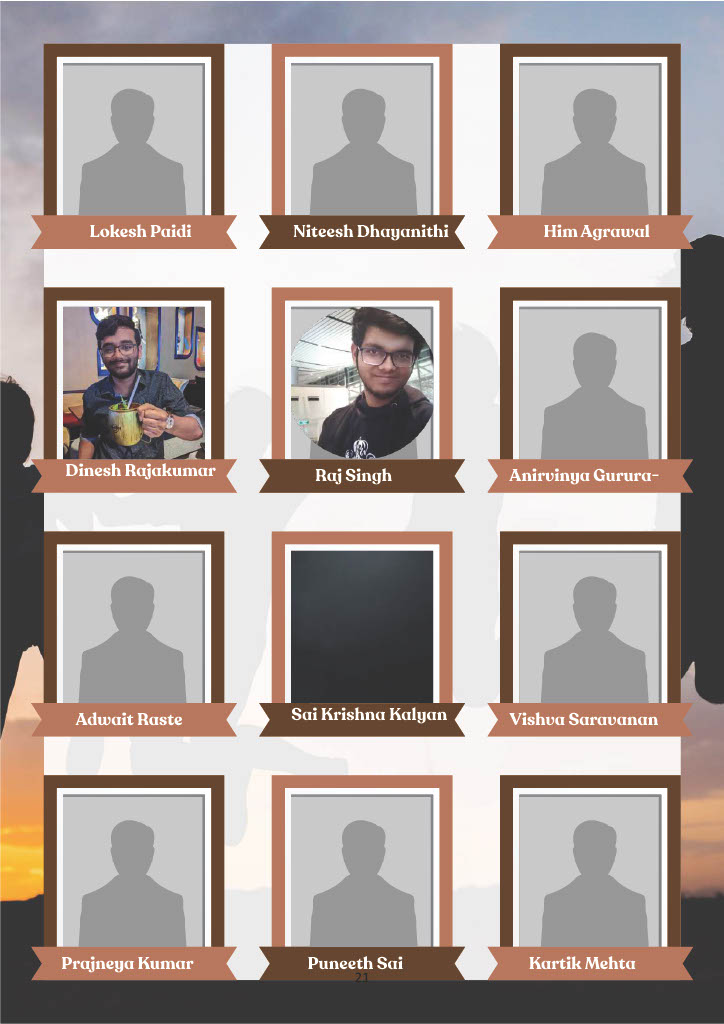 Lokesh Paidi
Niteesh Dhayanithi
Him Agrawal
Dinesh Rajakumar
Raj Singh
Anirvinya Gurura-
Adwait Raste
Sai Krishna Kalyan
Vishva Saravanan
Prajneya Kumar
Puneeth Sai
Kartik Mehta
21